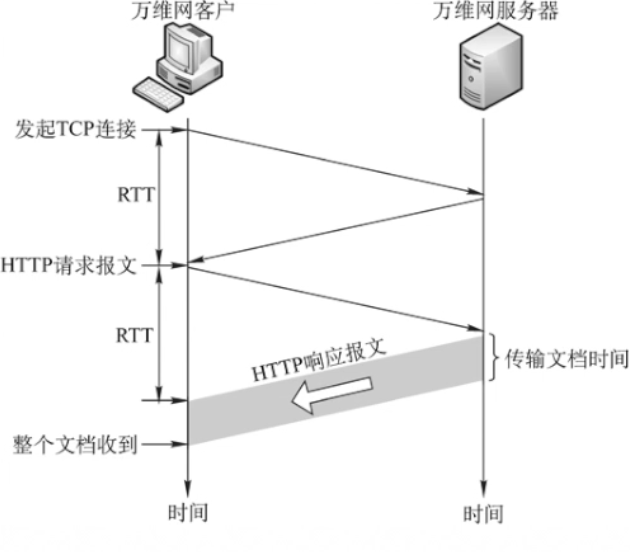 万维网客户
万维网服务器
发起TCP连接
RTT
HTTP请求报文
RTT
HTTP响应报文
传输文档时间
整个文档收到
时间
时间